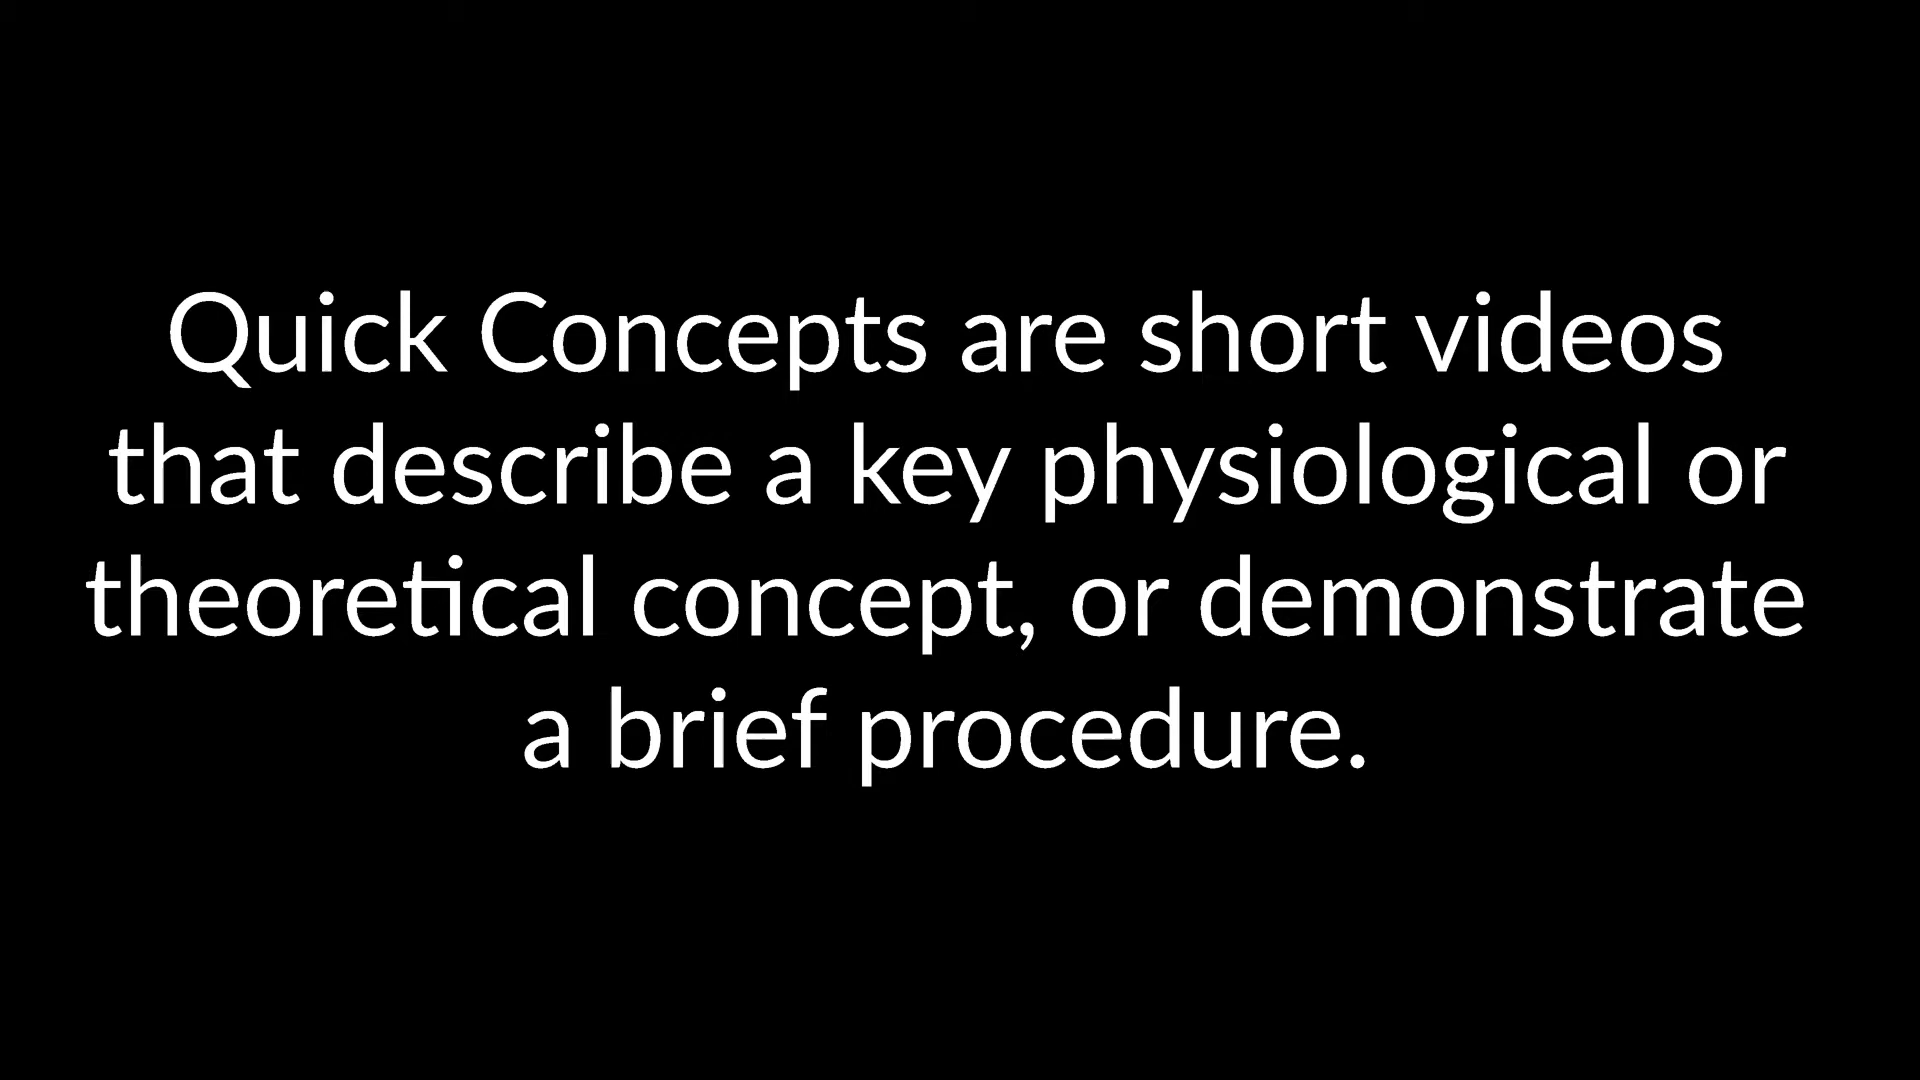 Quick Concepts are short videos
that describe a key physiological or
theoretical concept, or demonstrate
a brief procedure.